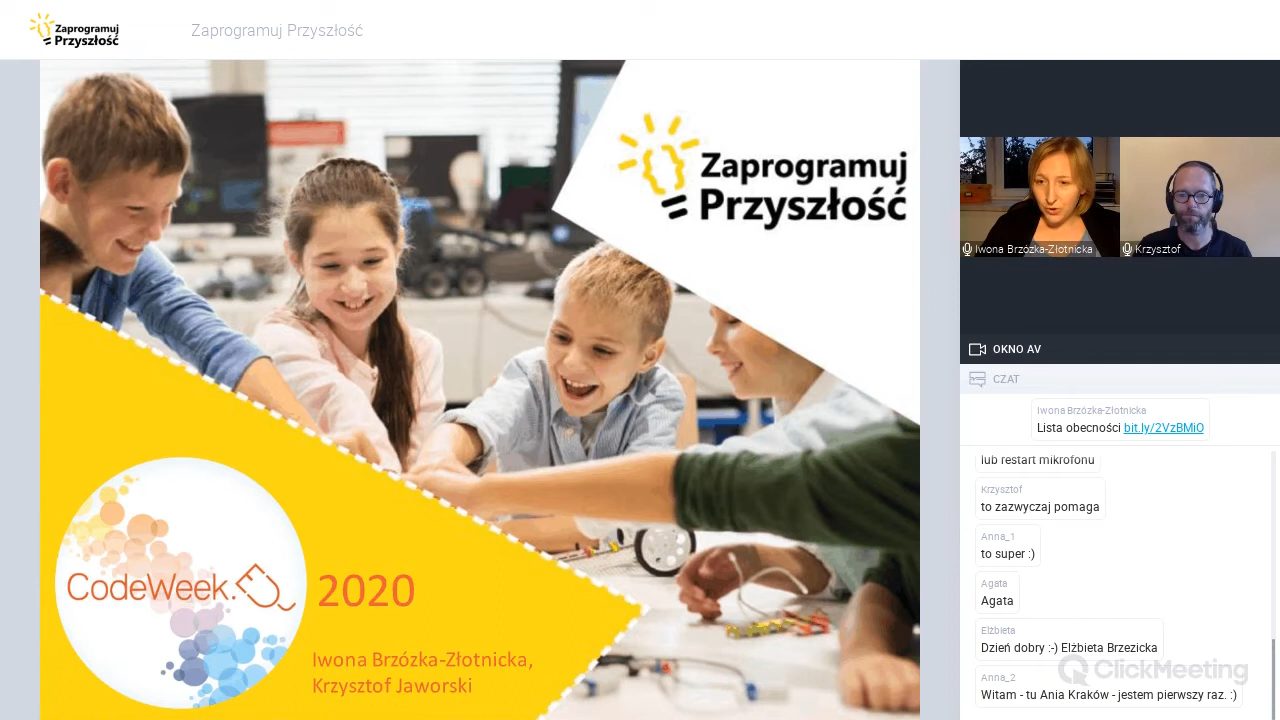 Zaprogramuj
Przyszłość
Zaprogramuj Przyszłość
Zaprogramuj
Przyszłość
CodeWeek.EU
2020
Iwona Brzózka-Złotnicka,
Krzysztof Jaworski
Iwona Brzózka-Złotnicka
Krzysztof
OKNO AV
CZAT
Iwona Brzózka-Złotnicka
Lista obecności bit.ly/2VzBMiO
lub restart mikrofonu
Krzysztof
to zazwyczaj pomaga
Anna_1
to super :)
Agata
Agata
Elżbieta
Dzień dobry :-) Elżbieta Brzezicka
ClickMeeting
Anna_2
Witam - tu Ania Kraków - jestem pierwszy raz. :)